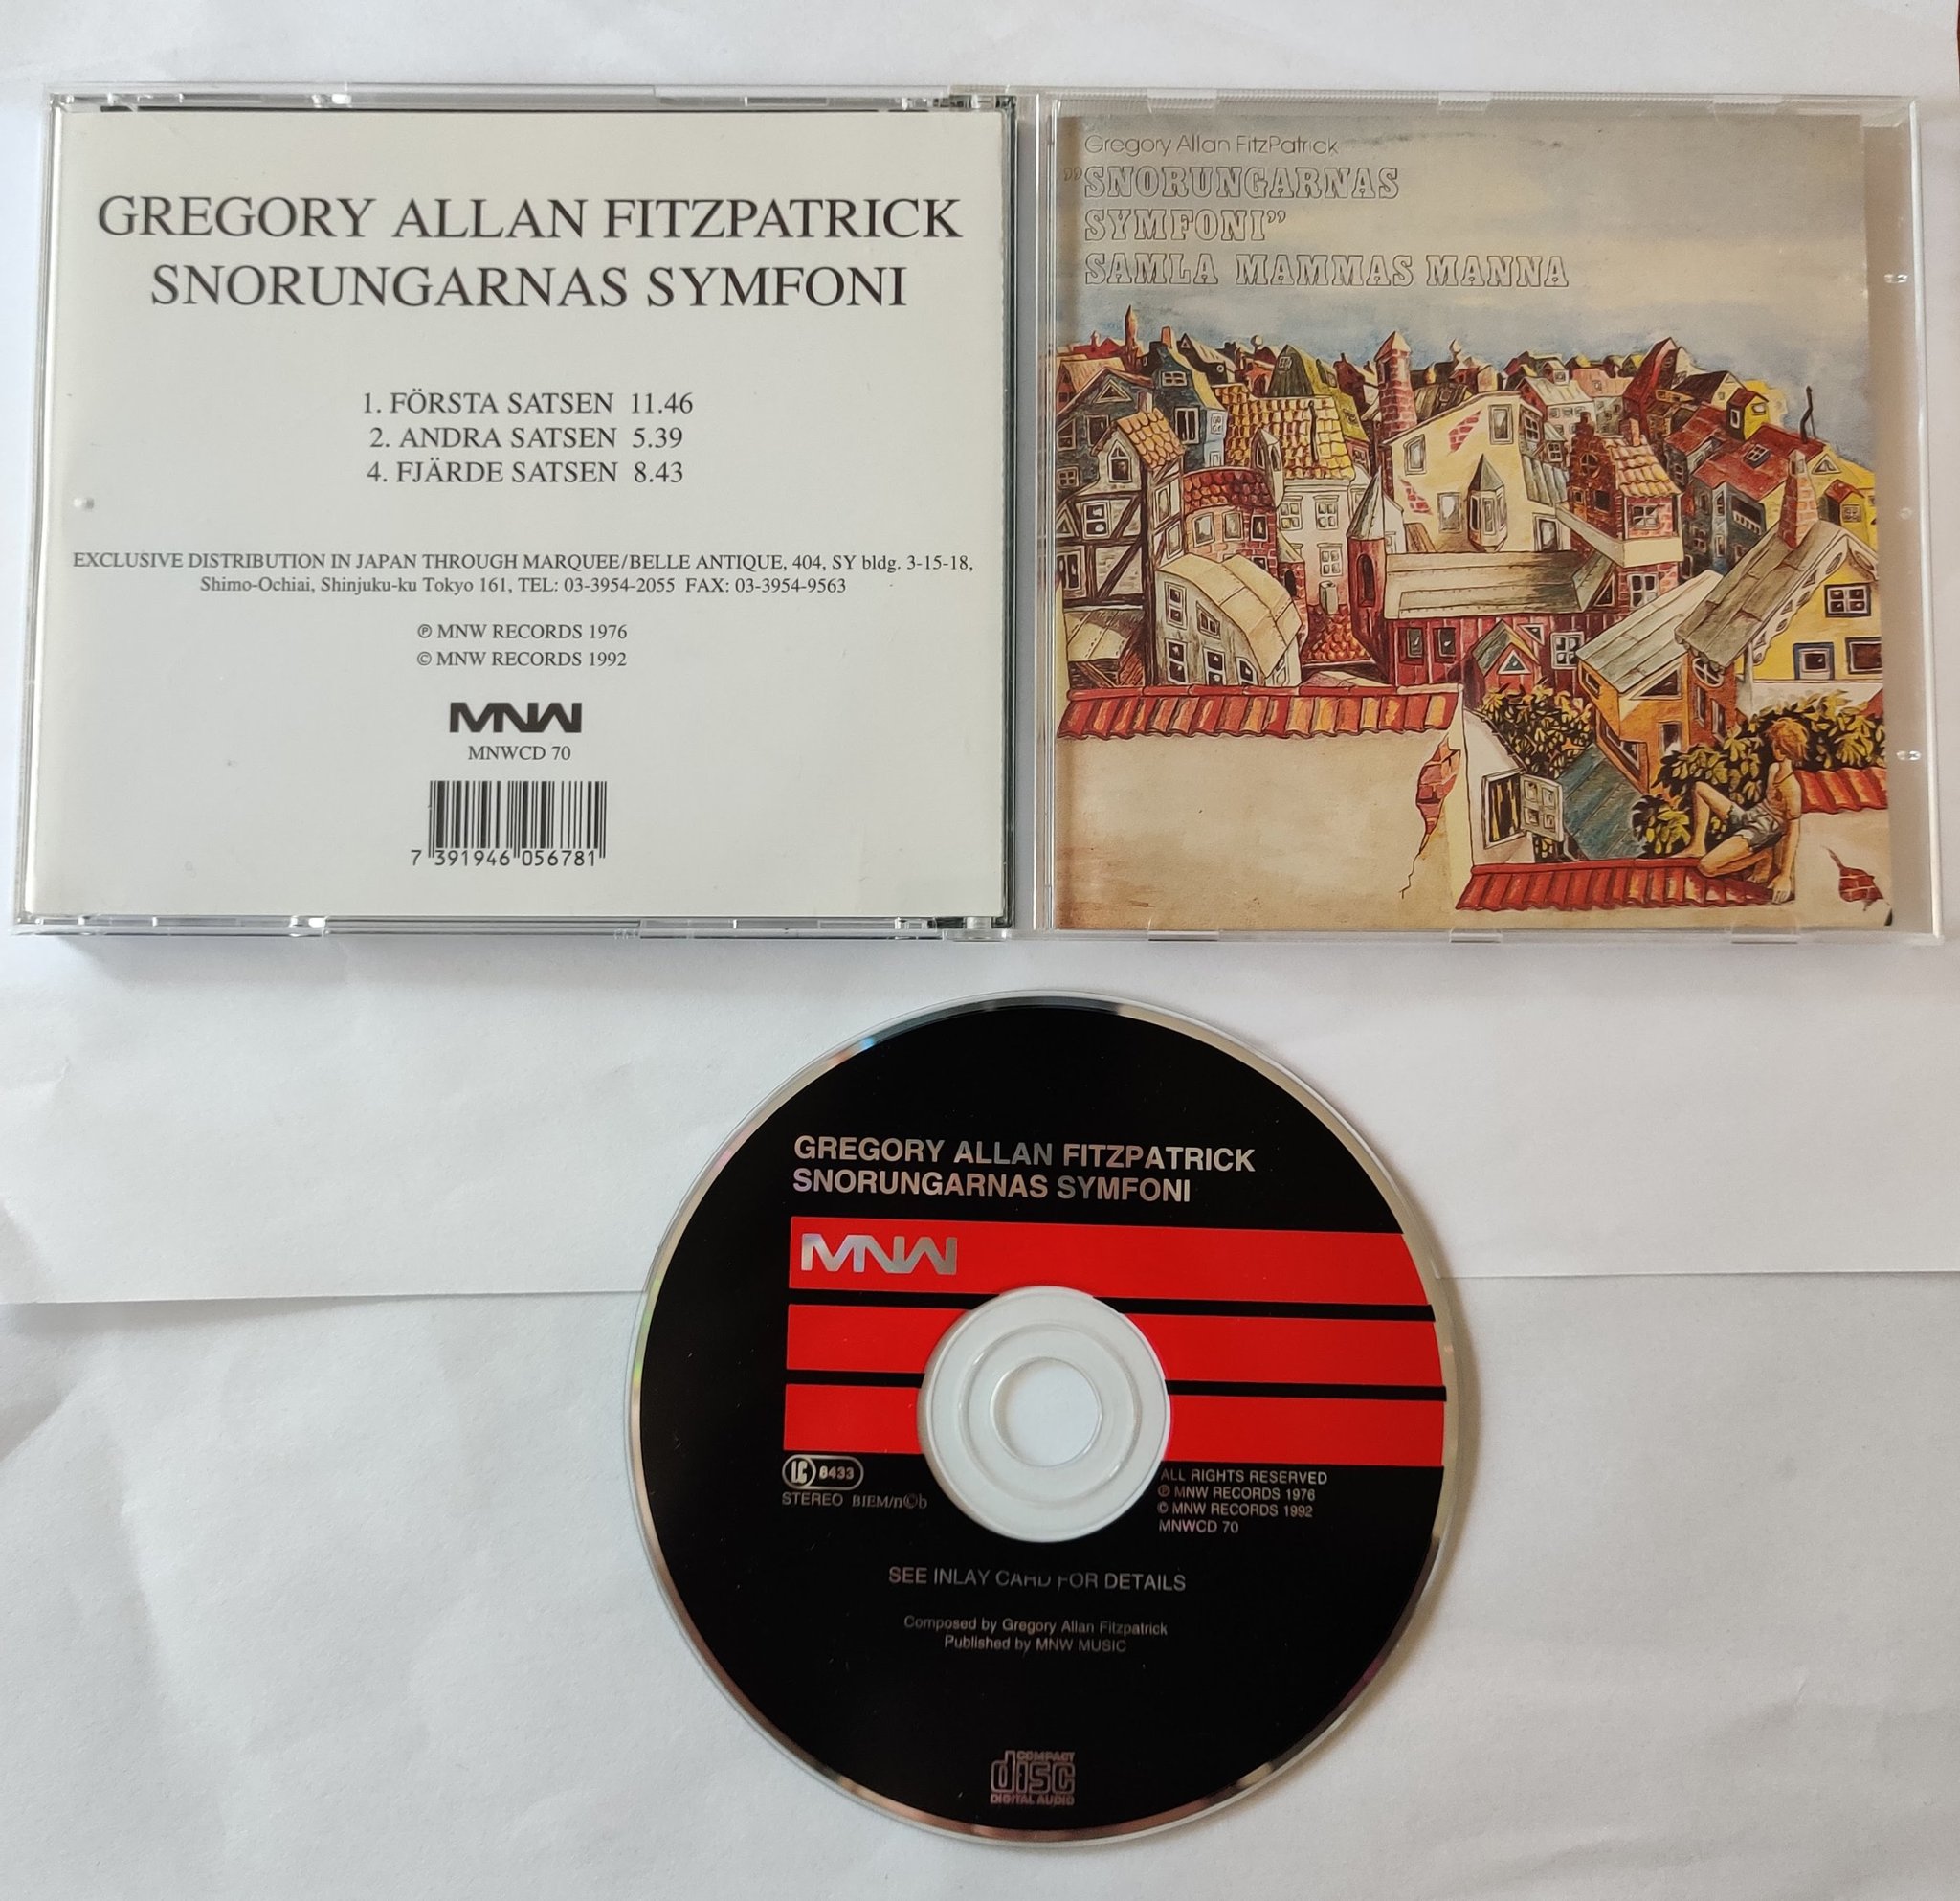 GREGORY ALLAN FITZPATRICK
SNORUNGARNAS SYMFONI
1. FÖRSTA SATSEN 11.46
2. ANDRA SATSEN 5.39
4. FJÄRDE SATSEN 8.43
EXCLUSIVE DISTRIBUTION IN JAPAN THROUGH MARQUEE/BELLE ANTIQUE, 404, SY bldg. 3-15-18,
Shimo-Ochiai, Shinjuku-ku Tokyo 161, TEL: 03-3954-2055 FAX: 03-3954-9563
℗ MNW RECORDS 1976
© MNW RECORDS 1992
MNW
MNWCD 70
7 391946 056781
Gregory Allan FitzPatrick
”SNORUNGARNAS
SYMFONI”
SAMLA MAMMAS MANNA
GREGORY ALLAN FITZPATRICK
SNORUNGARNAS SYMFONI
MNW
LC 6433
STEREO BIEM/n©b
ALL RIGHTS RESERVED
℗ MNW RECORDS 1976
© MNW RECORDS 1992
MNWCD 70
SEE INLAY CARD FOR DETAILS
Composed by Gregory Allan Fitzpatrick
Published by MNW MUSIC
COMPACT
disc
DIGITAL AUDIO